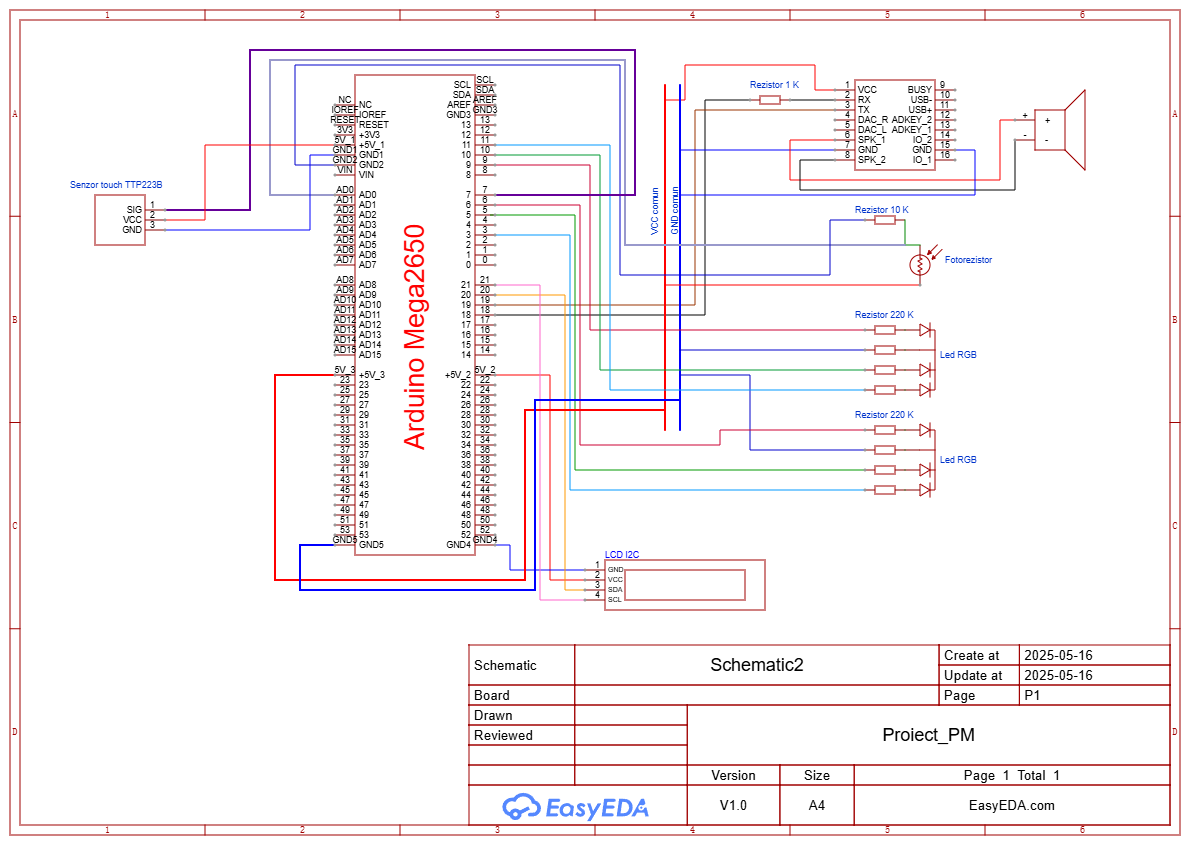 1 2 3 4 5 6
A
B
C
D
Senzor touch TTP223B
SIG 1
VCC 2
GND 3
Arduino Mega2650
NC NC
IOREF IOREF
RESET RESET
3V3 +3V3
5V_1 +5V_1
GND1 GND1
GND2 GND2
VIN VIN
AD0 AD0
AD1 AD1
AD2 AD2
AD3 AD3
AD4 AD4
AD5 AD5
AD6 AD6
AD7 AD7
AD8 AD8
AD9 AD9
AD10 AD10
AD11 AD11
AD12 AD12
AD13 AD13
AD14 AD14
AD15 AD15
5V_3 +5V_3
23 23
25 25
27 27
29 29
31 31
33 33
35 35
37 37
39 39
41 41
43 43
45 45
47 47
49 49
51 51
53 53
GND5 GND5
SCL SCL
SDA SDA
AREF AREF
GND3 GND3
13 13
12 12
11 11
10 10
9 9
8 8
7 7
6 6
5 5
4 4
3 3
2 2
1 1
0 0
21 21
20 20
19 19
18 18
17 17
16 16
15 15
14 14
+5V_2 5V_2
22 22
24 24
26 26
28 28
30 30
32 32
34 34
36 36
38 38
40 40
42 42
44 44
46 46
48 48
50 50
52 52
GND4 GND4
VCC comun
GND comun
Rezistor 1 K
1 VCC BUSY 9
2 RX USB- 10
3 TX USB+ 11
4 DAC_R ADKEY_2 12
5 DAC_L ADKEY_1 13
6 SPK_1 IO_2 14
7 GND GND 15
8 SPK_2 IO_1 16
+ +
- -
Rezistor 10 K
Fotorezistor
Rezistor 220 K
Led RGB
Rezistor 220 K
Led RGB
LCD I2C
1 GND
2 VCC
3 SDA
4 SCL
Schematic Schematic2
Create at 2025-05-16
Update at 2025-05-16
Board Page P1
Drawn
Reviewed
Proiect_PM
Version Size Page 1 Total 1
EasyEDA V1.0 A4 EasyEDA.com
A
B
C
D
1 2 3 4 5 6